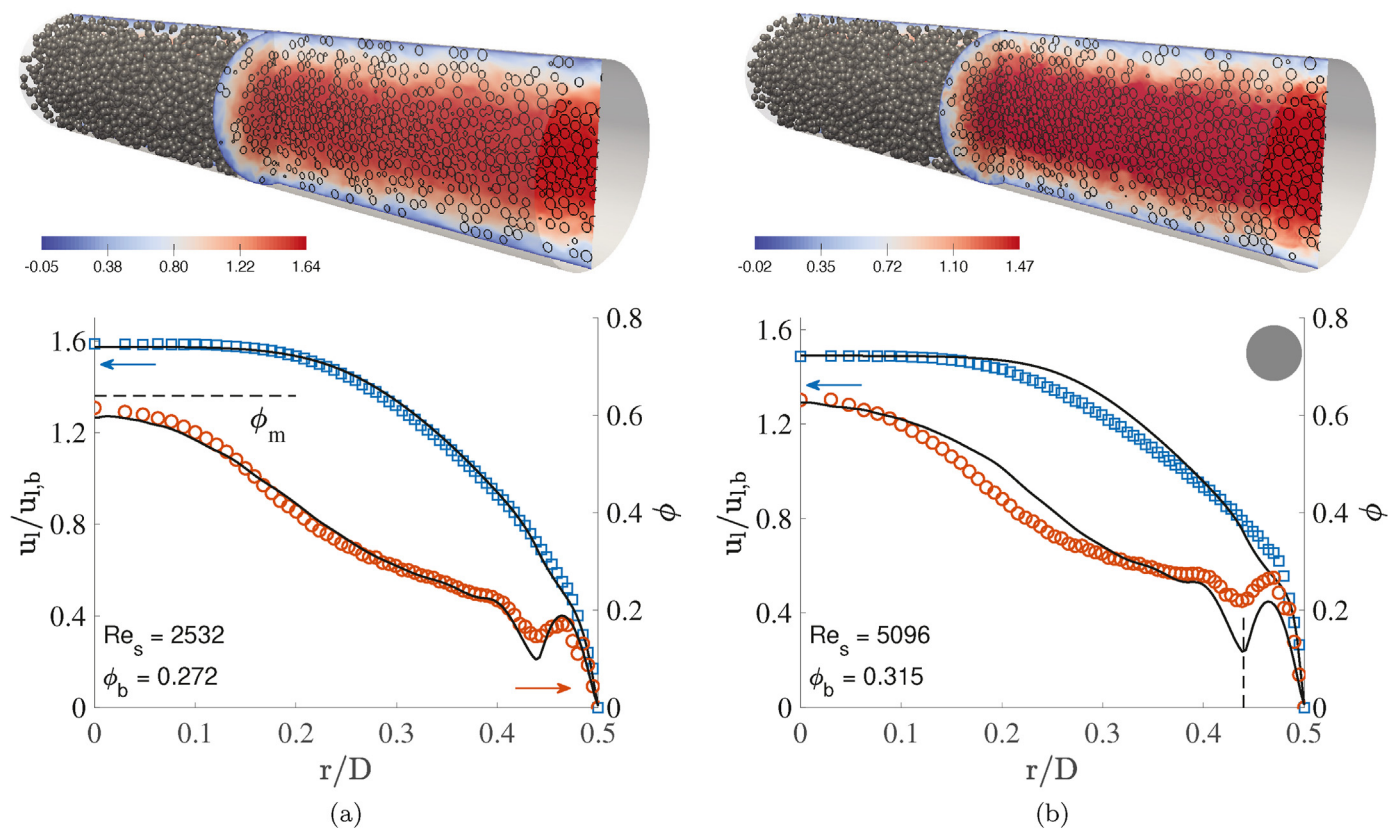 -0.05 0.38 0.80 1.22 1.64
-0.02 0.35 0.72 1.10 1.47
1.6
1.2
0.8
0.4
0
u_l/u_{l,b}
0.8
0.6
0.4
0.2
0
ϕ
ϕ_m
Re_s = 2532
ϕ_b = 0.272
0 0.1 0.2 0.3 0.4 0.5
r/D
(a)
1.6
1.2
0.8
0.4
0
u_l/u_{l,b}
0.8
0.6
0.4
0.2
0
ϕ
Re_s = 5096
ϕ_b = 0.315
0 0.1 0.2 0.3 0.4 0.5
r/D
(b)